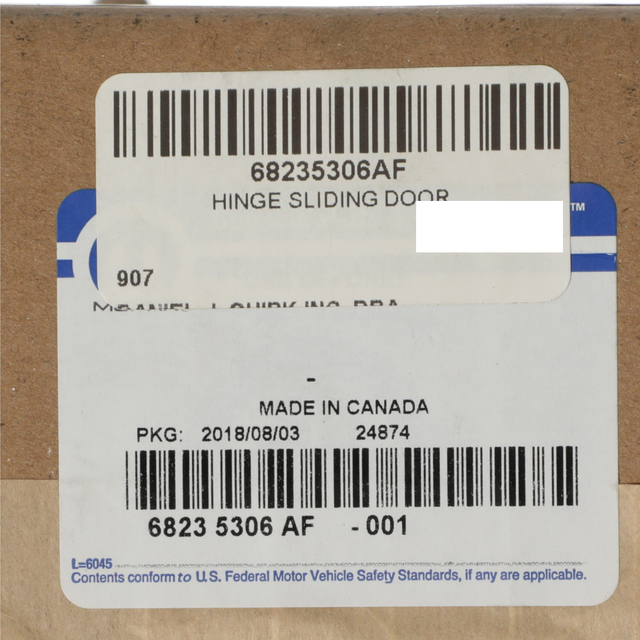 68235306AF
HINGE SLIDING DOOR
TM
907
MADE IN CANADA
PKG: 2018/08/03 24874
6823 5306 AF - 001
L=6045
Contents conform to U.S. Federal Motor Vehicle Safety Standards, if any are applicable.